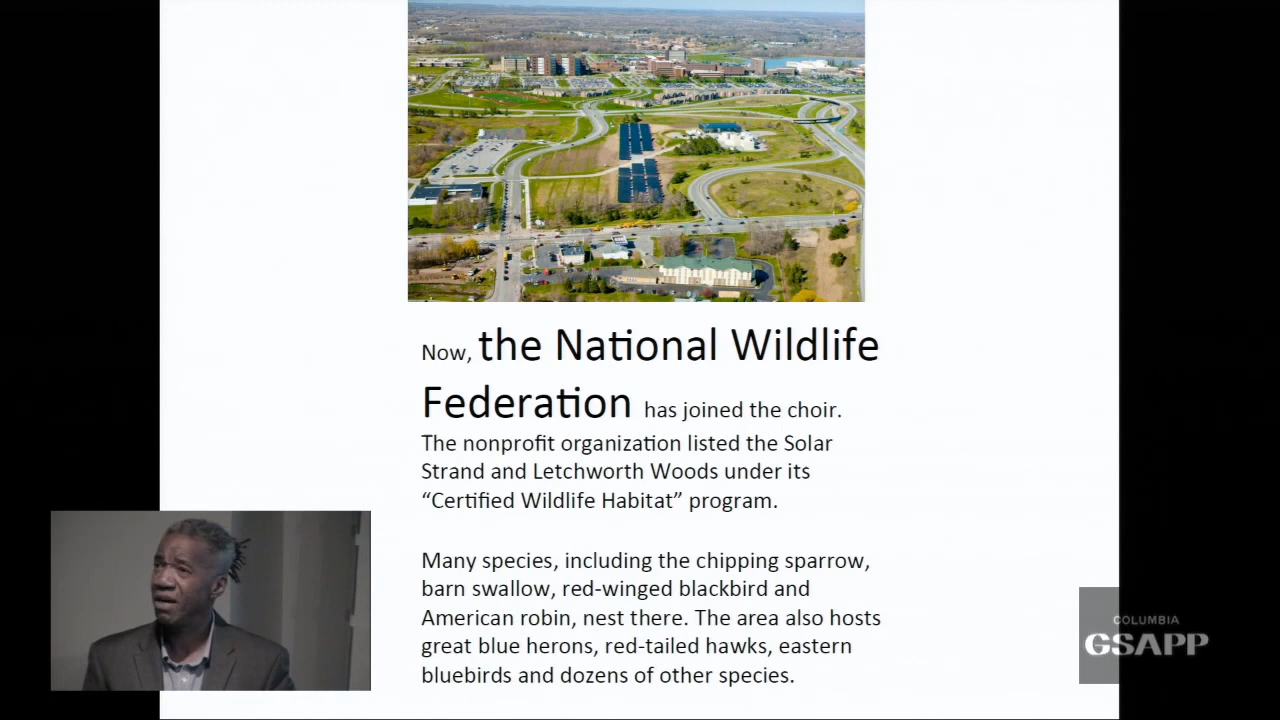 Now, the National Wildlife
Federation has joined the choir.
The nonprofit organization listed the Solar
Strand and Letchworth Woods under its
“Certified Wildlife Habitat” program.
Many species, including the chipping sparrow,
barn swallow, red-winged blackbird and
American robin, nest there. The area also hosts
great blue herons, red-tailed hawks, eastern
bluebirds and dozens of other species.
COLUMBIA
GSAPP